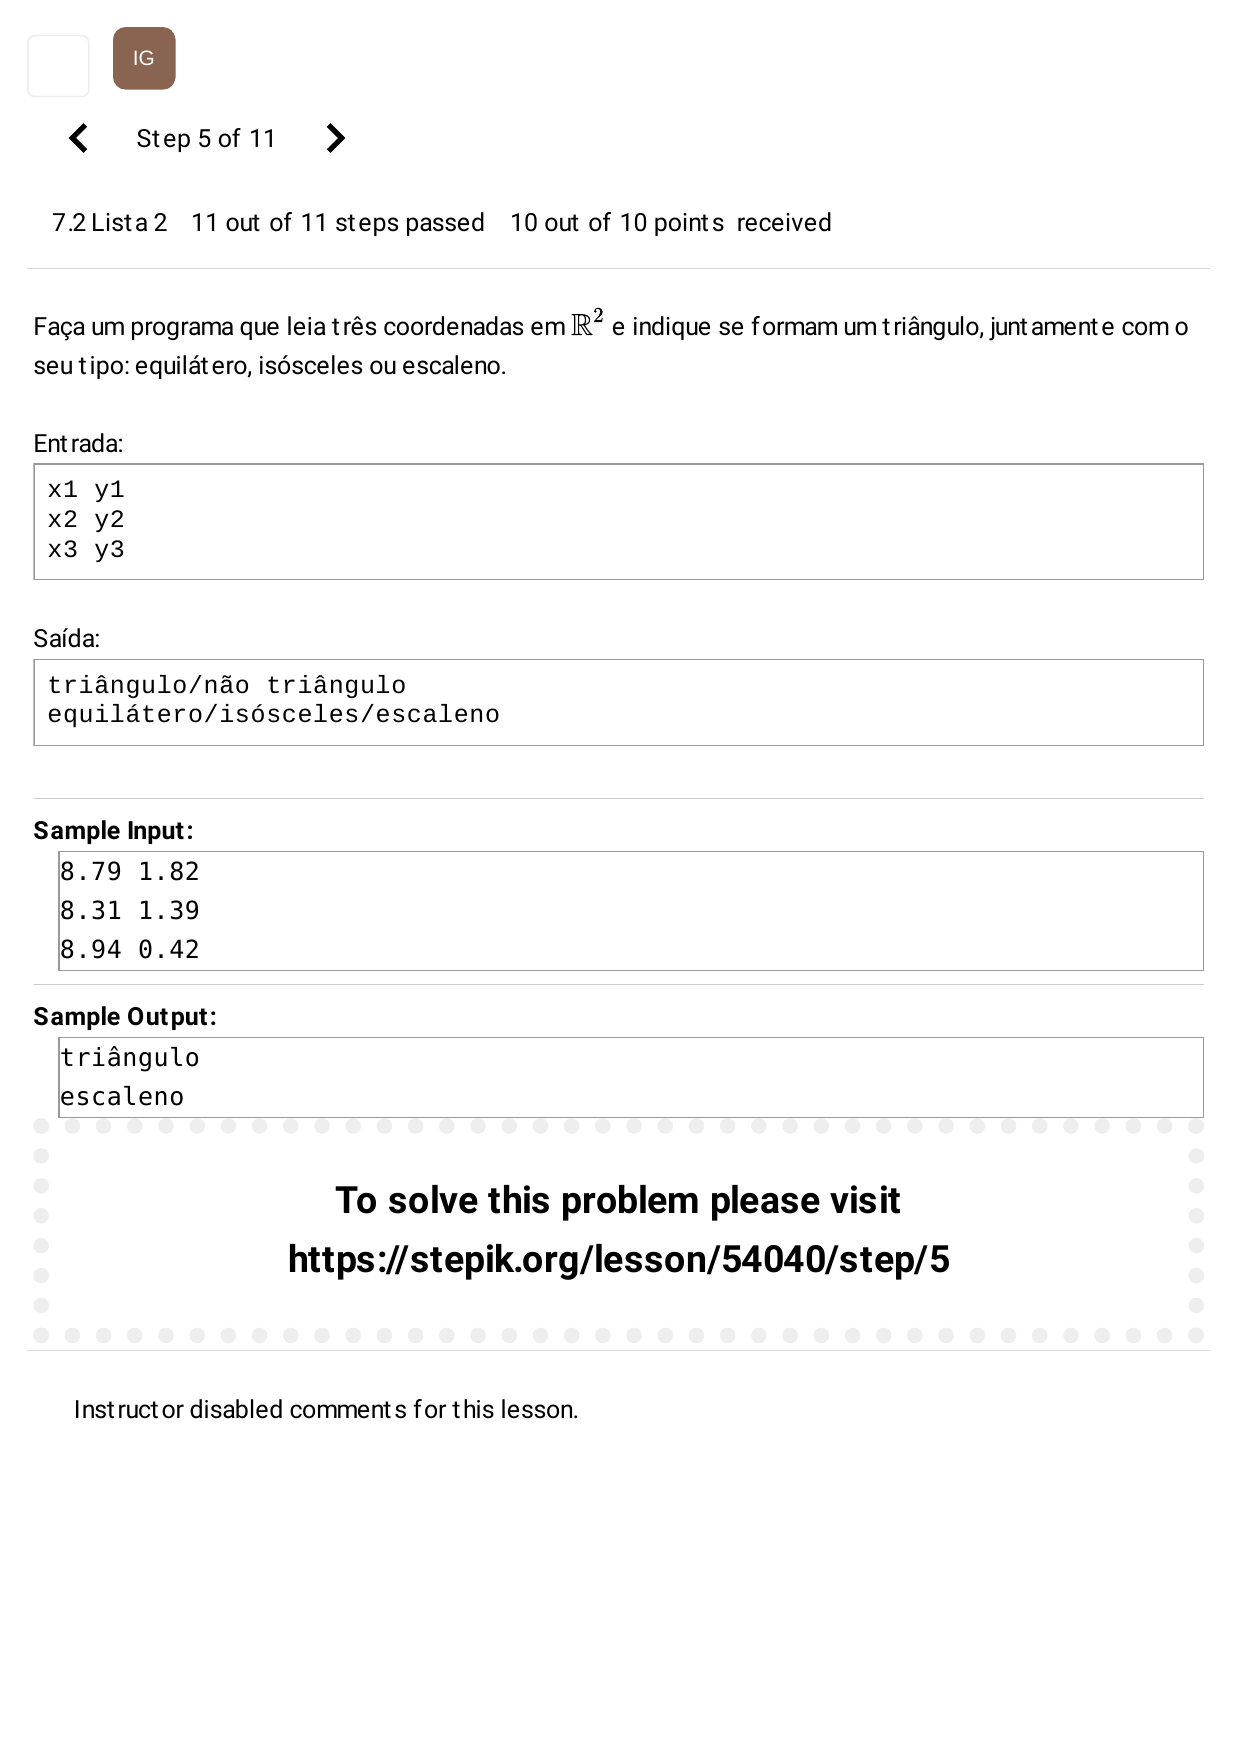 IG
Step 5 of 11
7.2 Lista 2 11 out of 11 steps passed 10 out of 10 points received
Faça um programa que leia três coordenadas em ℝ² e indique se formam um triângulo, juntamente com o
seu tipo: equilátero, isósceles ou escaleno.
Entrada:
x1 y1
x2 y2
x3 y3
Saída:
triângulo/não triângulo
equilátero/isósceles/escaleno
Sample Input:
8.79 1.82
8.31 1.39
8.94 0.42
Sample Output:
triângulo
escaleno
To solve this problem please visit
https://stepik.org/lesson/54040/step/5
Instructor disabled comments for this lesson.